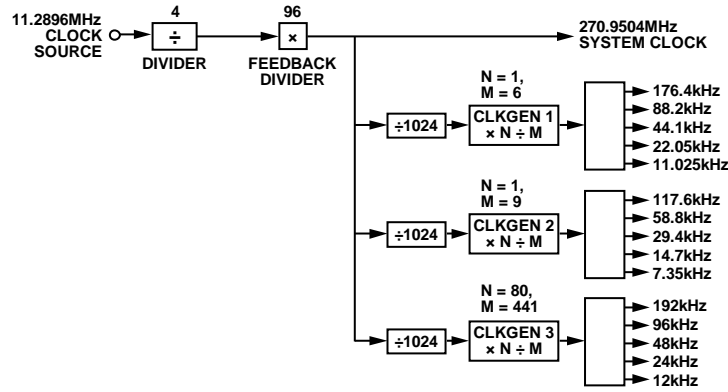 11.2896MHz
CLOCK
SOURCE
4
÷
DIVIDER
96
×
FEEDBACK
DIVIDER
270.9504MHz
SYSTEM CLOCK
N = 1,
M = 6
÷1024
CLKGEN 1
× N ÷ M
176.4kHz
88.2kHz
44.1kHz
22.05kHz
11.025kHz
N = 1,
M = 9
÷1024
CLKGEN 2
× N ÷ M
117.6kHz
58.8kHz
29.4kHz
14.7kHz
7.35kHz
N = 80,
M = 441
÷1024
CLKGEN 3
× N ÷ M
192kHz
96kHz
48kHz
24kHz
12kHz